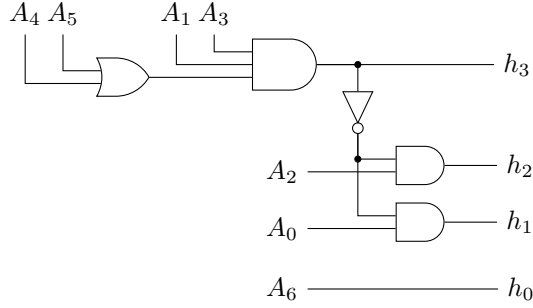 A₄ A₅ A₁ A₃
h₃
A₂ h₂
A₀ h₁
A₆ h₀